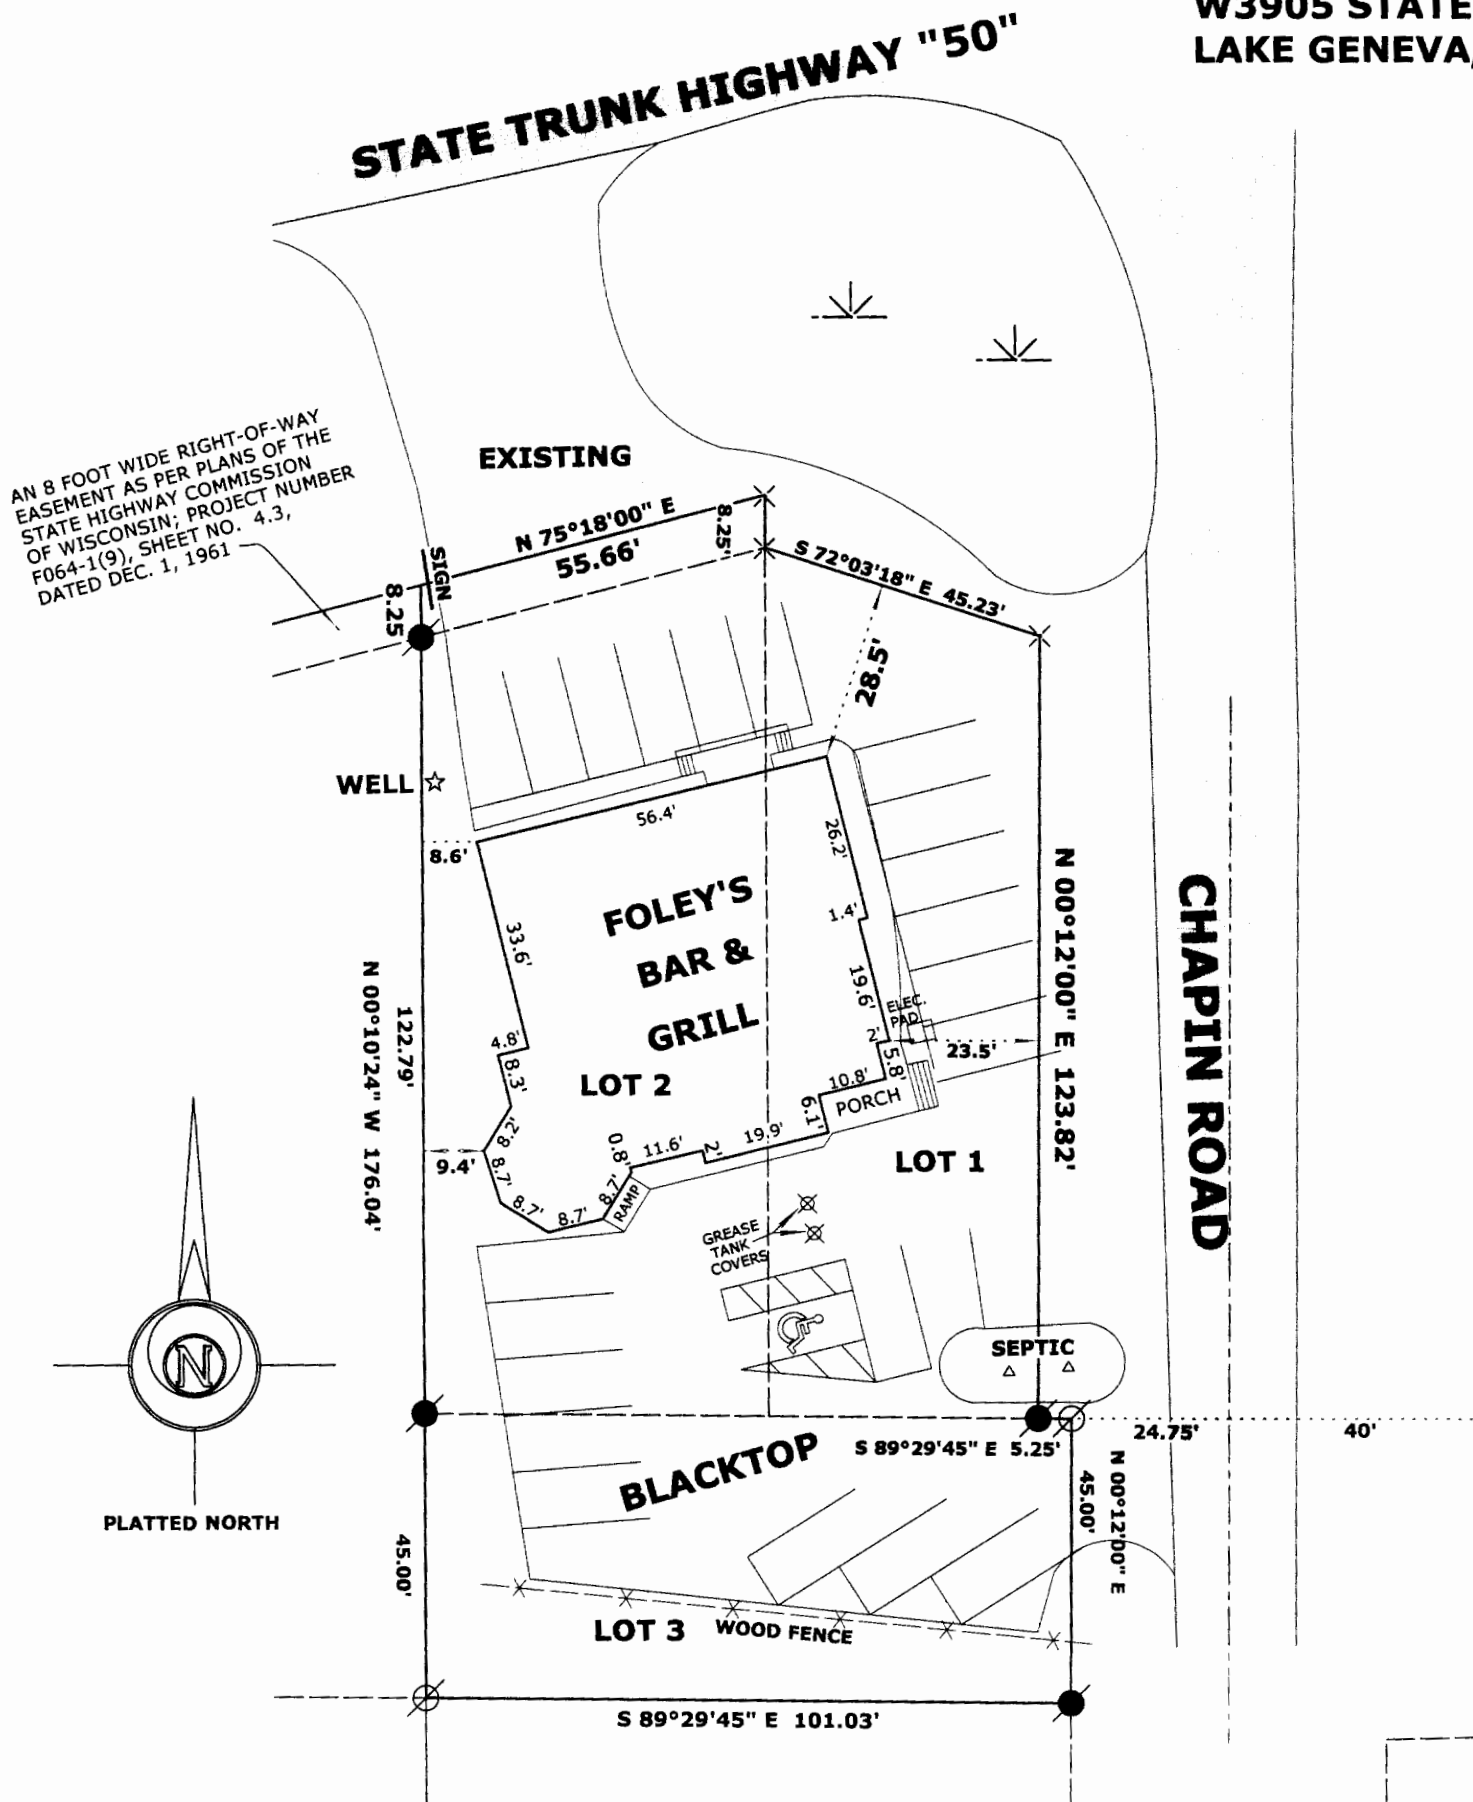 W3905 STATE
LAKE GENEVA,
STATE TRUNK HIGHWAY "50"
AN 8 FOOT WIDE RIGHT-OF-WAY
EASEMENT AS PER PLANS OF THE
STATE HIGHWAY COMMISSION
OF WISCONSIN; PROJECT NUMBER
F064-1(9), SHEET NO. 4.3,
DATED DEC. 1, 1961
EXISTING
N 75°18'00" E
55.66'
8.25'
S 72°03'18" E 45.23'
SIGN
8.25
28.5'
WELL
56.4'
8.6'
26.2'
FOLEY'S
BAR &
GRILL
1.4'
33.6'
19.6'
ELEC.
PAD
2'
23.5'
4.8'
8.3'
5.8'
10.8'
PORCH
6.1'
LOT 2
N 00°10'24" W 176.04'
122.79'
N 00°12'00" E 123.82'
CHAPIN ROAD
8.2'
9.4'
8.7'
8.7'
8.7'
8.7'
0.8'
11.6'
2'
19.9'
RAMP
LOT 1
GREASE
TANK
COVERS
SEPTIC
N
PLATTED NORTH
BLACKTOP
S 89°29'45" E 5.25'
24.75'
40'
45.00'
N 00°12'00" E
45.00'
LOT 3
WOOD FENCE
S 89°29'45" E 101.03'